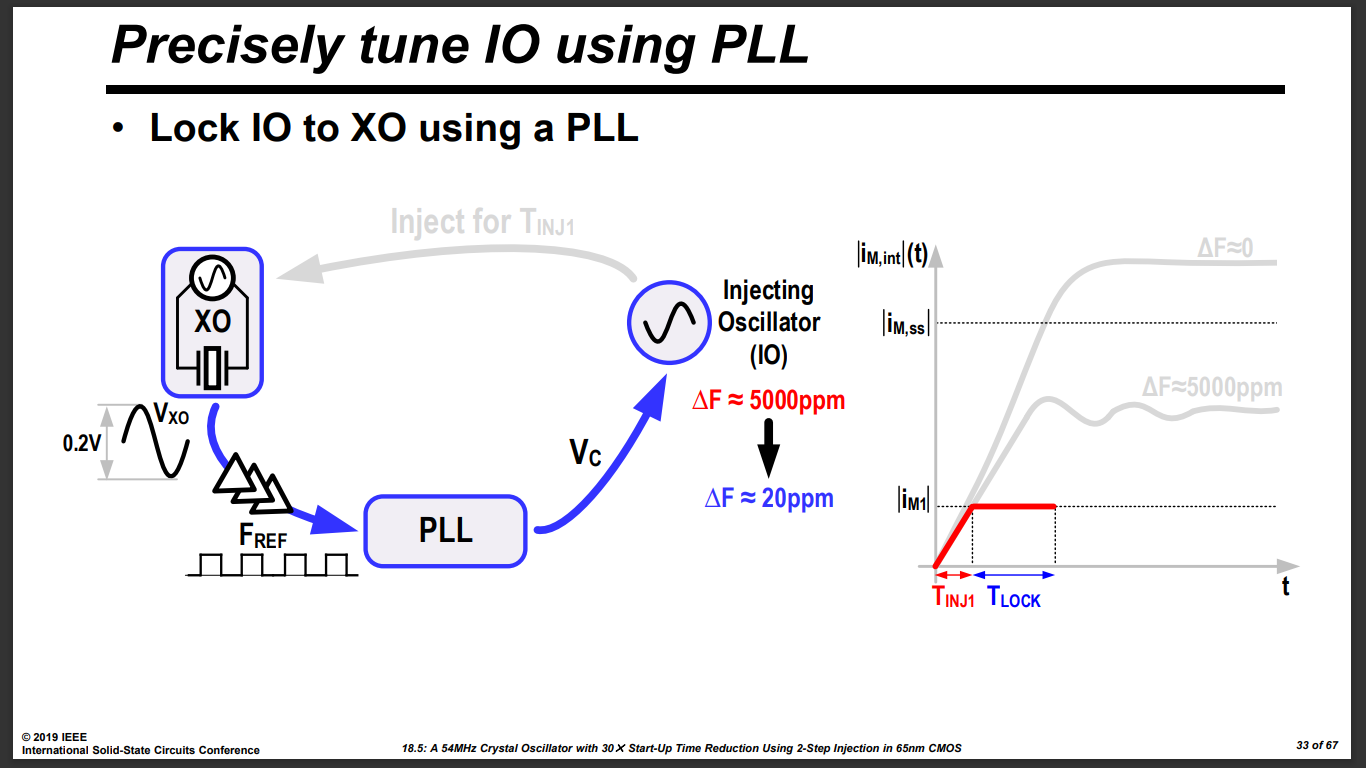 Precisely tune IO using PLL
• Lock IO to XO using a PLL
Inject for TINJ1
XO
Injecting
Oscillator
(IO)
ΔF ≈ 5000ppm
ΔF ≈ 20ppm
VXO
0.2V
FREF
PLL
VC
|iM,int|(t)
ΔF≈0
|iM,ss|
ΔF≈5000ppm
|iM1|
t
TINJ1 TLOCK
© 2019 IEEE
International Solid-State Circuits Conference
18.5: A 54MHz Crystal Oscillator with 30✕ Start-Up Time Reduction Using 2-Step Injection in 65nm CMOS
33 of 67